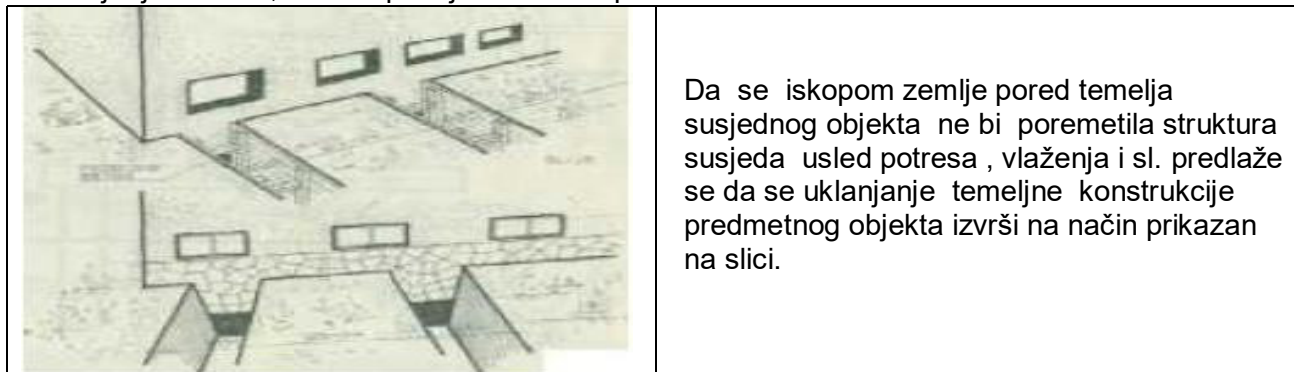 Da se iskopom zemlje pored temelja
susjednog objekta ne bi poremetila struktura
susjeda usled potresa , vlaženja i sl. predlaže
se da se uklanjanje temeljne konstrukcije
predmetnog objekta izvrši na način prikazan
na slici.